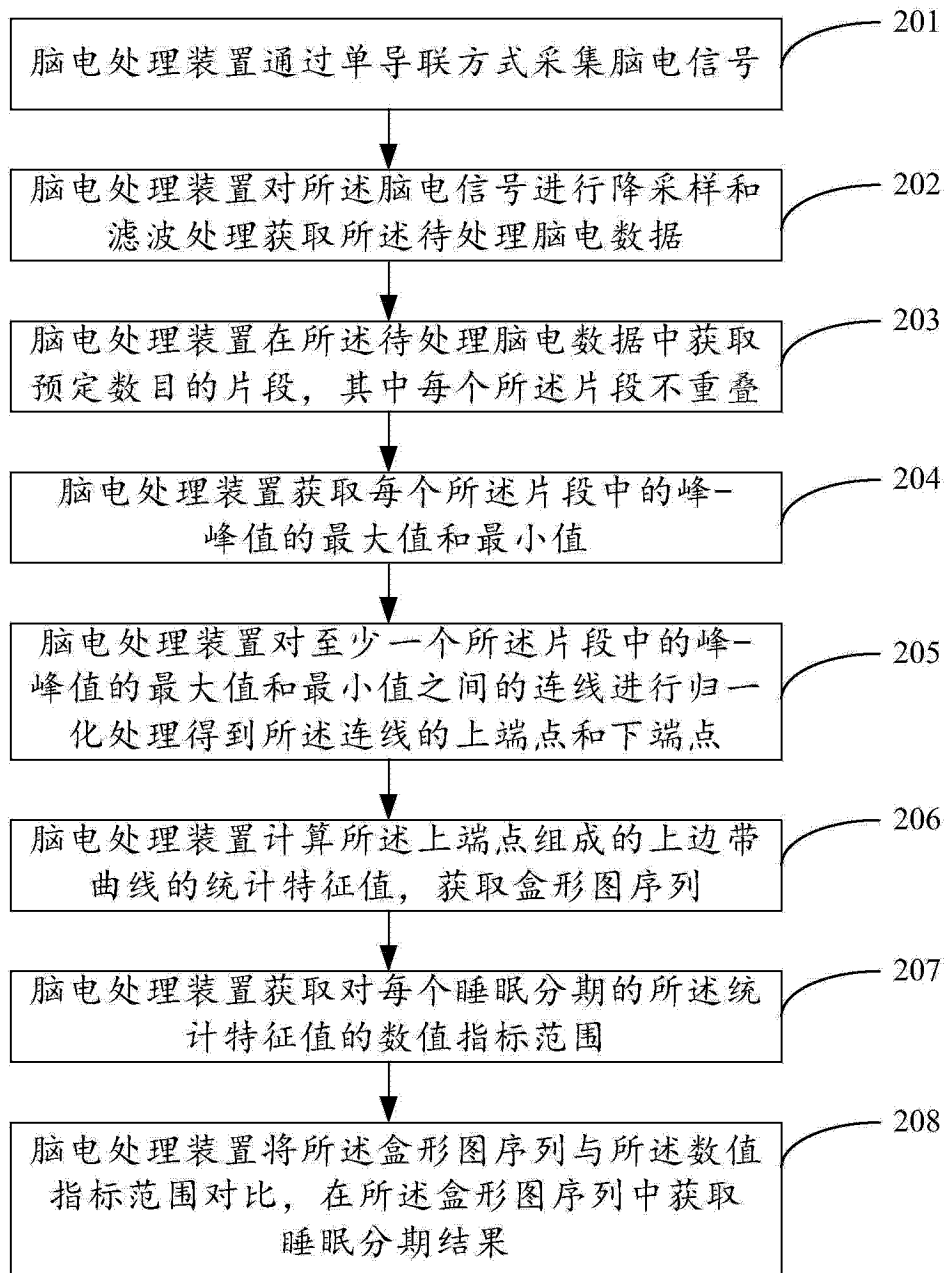 201
脑电处理装置通过单导联方式采集脑电信号
202
脑电处理装置对所述脑电信号进行降采样和
滤波处理获取所述待处理脑电数据
203
脑电处理装置在所述待处理脑电数据中获取
预定数目的片段，其中每个所述片段不重叠
204
脑电处理装置获取每个所述片段中的峰-
峰值的最大值和最小值
205
脑电处理装置对至少一个所述片段中的峰-
峰值的最大值和最小值之间的连线进行归一
化处理得到所述连线的上端点和下端点
206
脑电处理装置计算所述上端点组成的上边带
曲线的统计特征值，获取盒形图序列
207
脑电处理装置获取对每个睡眠分期的所述统
计特征值的数值指标范围
208
脑电处理装置将所述盒形图序列与所述数值
指标范围对比，在所述盒形图序列中获取
睡眠分期结果